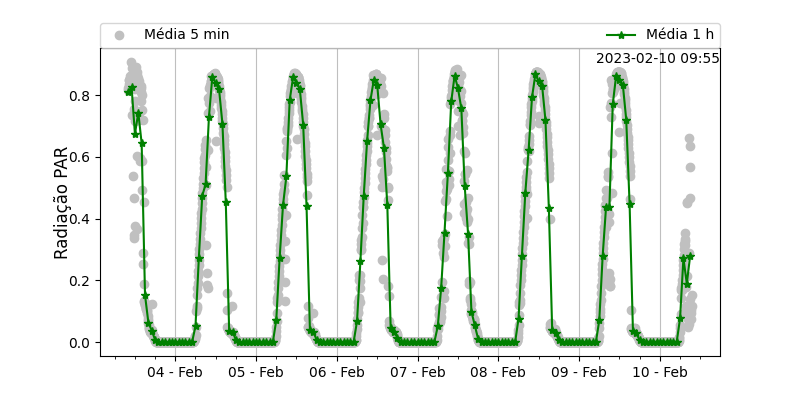 Média 5 min
Média 1 h
2023-02-10 09:55
Radiação PAR
0.8
0.6
0.4
0.2
0.0
04 - Feb
05 - Feb
06 - Feb
07 - Feb
08 - Feb
09 - Feb
10 - Feb